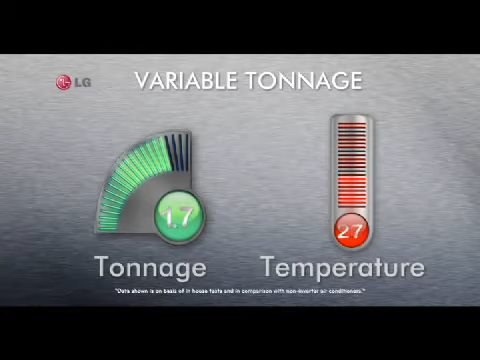 LG
VARIABLE TONNAGE
1.7
27
Tonnage
Temperature
"Data shown is on basis of in house tests and in comparison with non-inverter air conditioners."